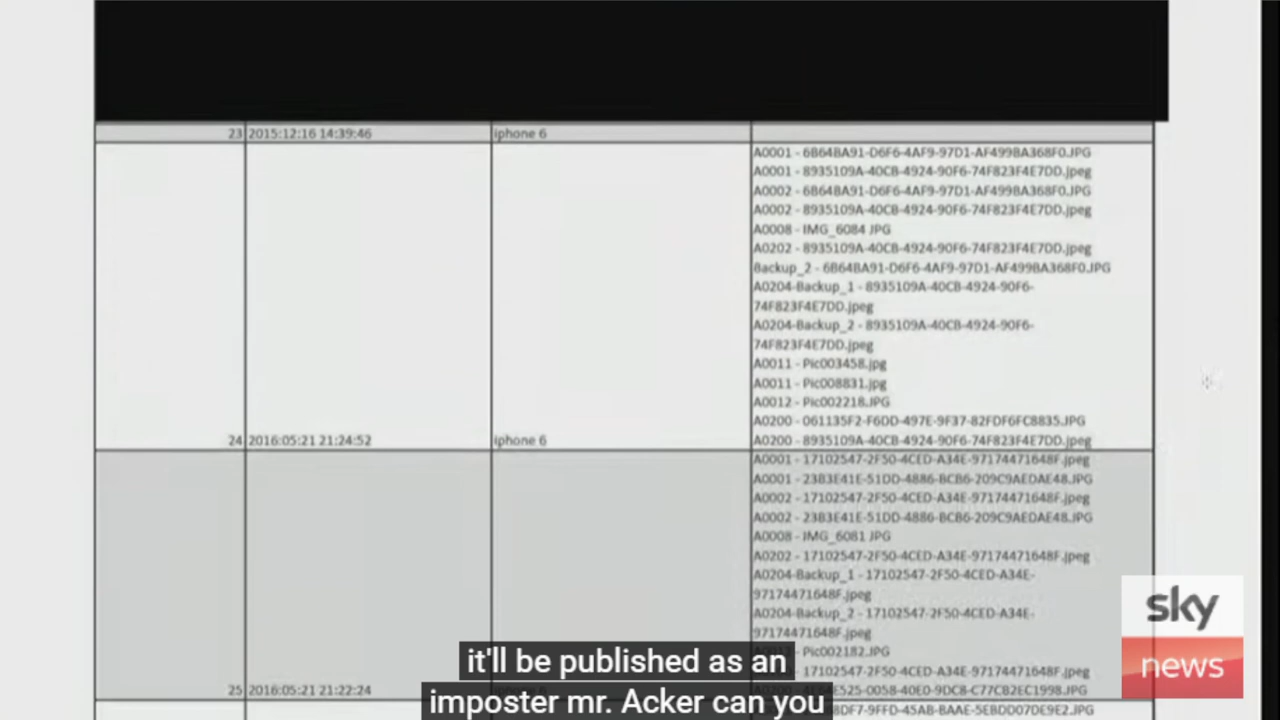 23 2015:12:16 14:39:46 iphone 6
A0001 - 6B64BA91-D6F6-4AF9-97D1-AF499BA368F0.JPG
A0001 - 8935109A-40CB-4924-90F6-74F823F4E7DD.jpeg
A0002 - 6B64BA91-D6F6-4AF9-97D1-AF499BA368F0.JPG
A0002 - 8935109A-40CB-4924-90F6-74F823F4E7DD.jpeg
A0008 - IMG_6084 JPG
A0202 - 8935109A-40CB-4924-90F6-74F823F4E7DD.jpeg
Backup_2 - 6B64BA91-D6F6-4AF9-97D1-AF499BA368F0.JPG
A0204-Backup_1 - 8935109A-40CB-4924-90F6-
74F823F4E7DD.jpeg
A0204-Backup_2 - 8935109A-40CB-4924-90F6-
74F823F4E7DD.jpeg
A0011 - Pic003458.jpg
A0011 - Pic008831.jpg
A0012 - Pic002218.JPG
A0200 - 061135F2-F6DD-497E-9F37-82FDF6FC8835.JPG
24 2016:05:21 21:24:52 iphone 6 A0200 - 8935109A-40CB-4924-90F6-74F823F4E7DD.jpeg
A0001 - 17102547-2F50-4CED-A34E-97174471648F.jpeg
A0001 - 23B3E41E-51DD-4886-BCB6-209C9AEDAE48.JPG
A0002 - 17102547-2F50-4CED-A34E-97174471648F.jpeg
A0002 - 23B3E41E-51DD-4886-BCB6-209C9AEDAE48.JPG
A0008 - IMG_6081 JPG
A0202 - 17102547-2F50-4CED-A34E-97174471648F.jpeg
A0204-Backup_1 - 17102547-2F50-4CED-A34E-
97174471648F.jpeg
A0204-Backup_2 - 17102547-2F50-4CED-A34E-
97174471648F.jpeg
- Pic002182.JPG
- 17102547-2F50-4CED-A34E-97174471648F.jpeg
25 2016:05:21 21:22:24
it'll be published as an
imposter mr. Acker can you
sky
news